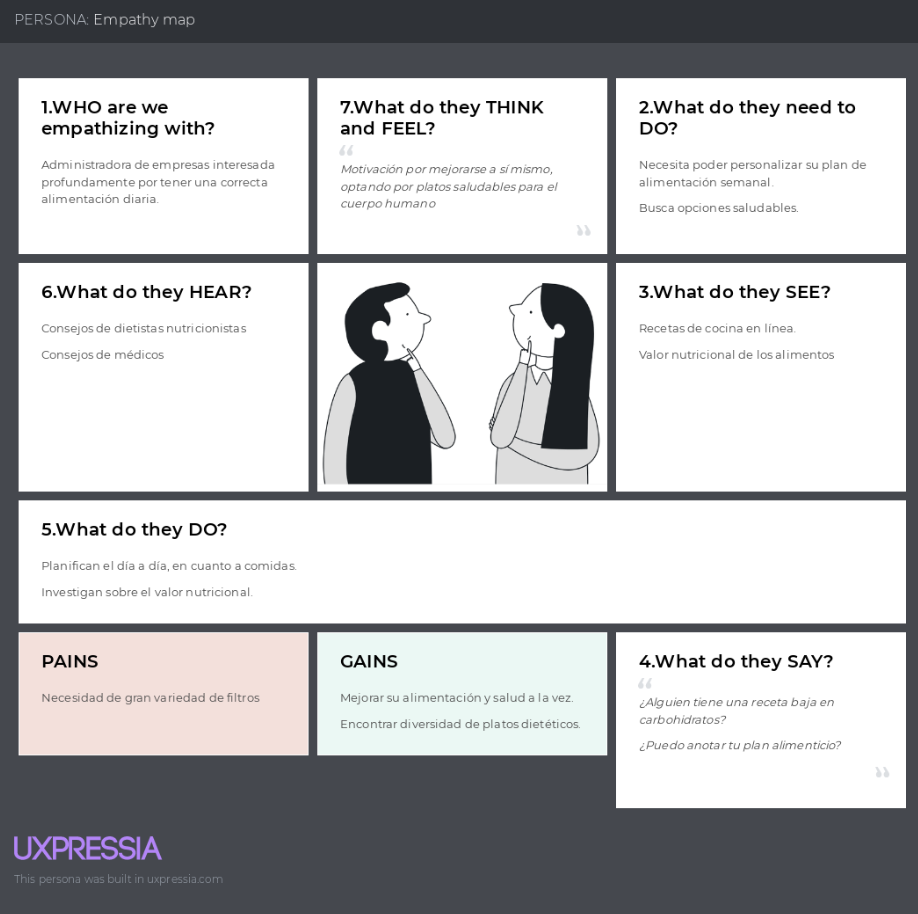 PERSONA: Empathy map
1.WHO are we
empathizing with?
Administradora de empresas interesada
profundamente por tener una correcta
alimentación diaria.
7.What do they THINK
and FEEL?
“
Motivación por mejorarse a sí mismo,
optando por platos saludables para el
cuerpo humano
”
2.What do they need to
DO?
Necesita poder personalizar su plan de
alimentación semanal.
Busca opciones saludables.
6.What do they HEAR?
Consejos de dietistas nutricionistas
Consejos de médicos
3.What do they SEE?
Recetas de cocina en línea.
Valor nutricional de los alimentos
5.What do they DO?
Planifican el día a día, en cuanto a comidas.
Investigan sobre el valor nutricional.
PAINS
Necesidad de gran variedad de filtros
GAINS
Mejorar su alimentación y salud a la vez.
Encontrar diversidad de platos dietéticos.
4.What do they SAY?
“
¿Alguien tiene una receta baja en
carbohidratos?
¿Puedo anotar tu plan alimenticio?
”
UXPRESSIA
This persona was built in uxpressia.com